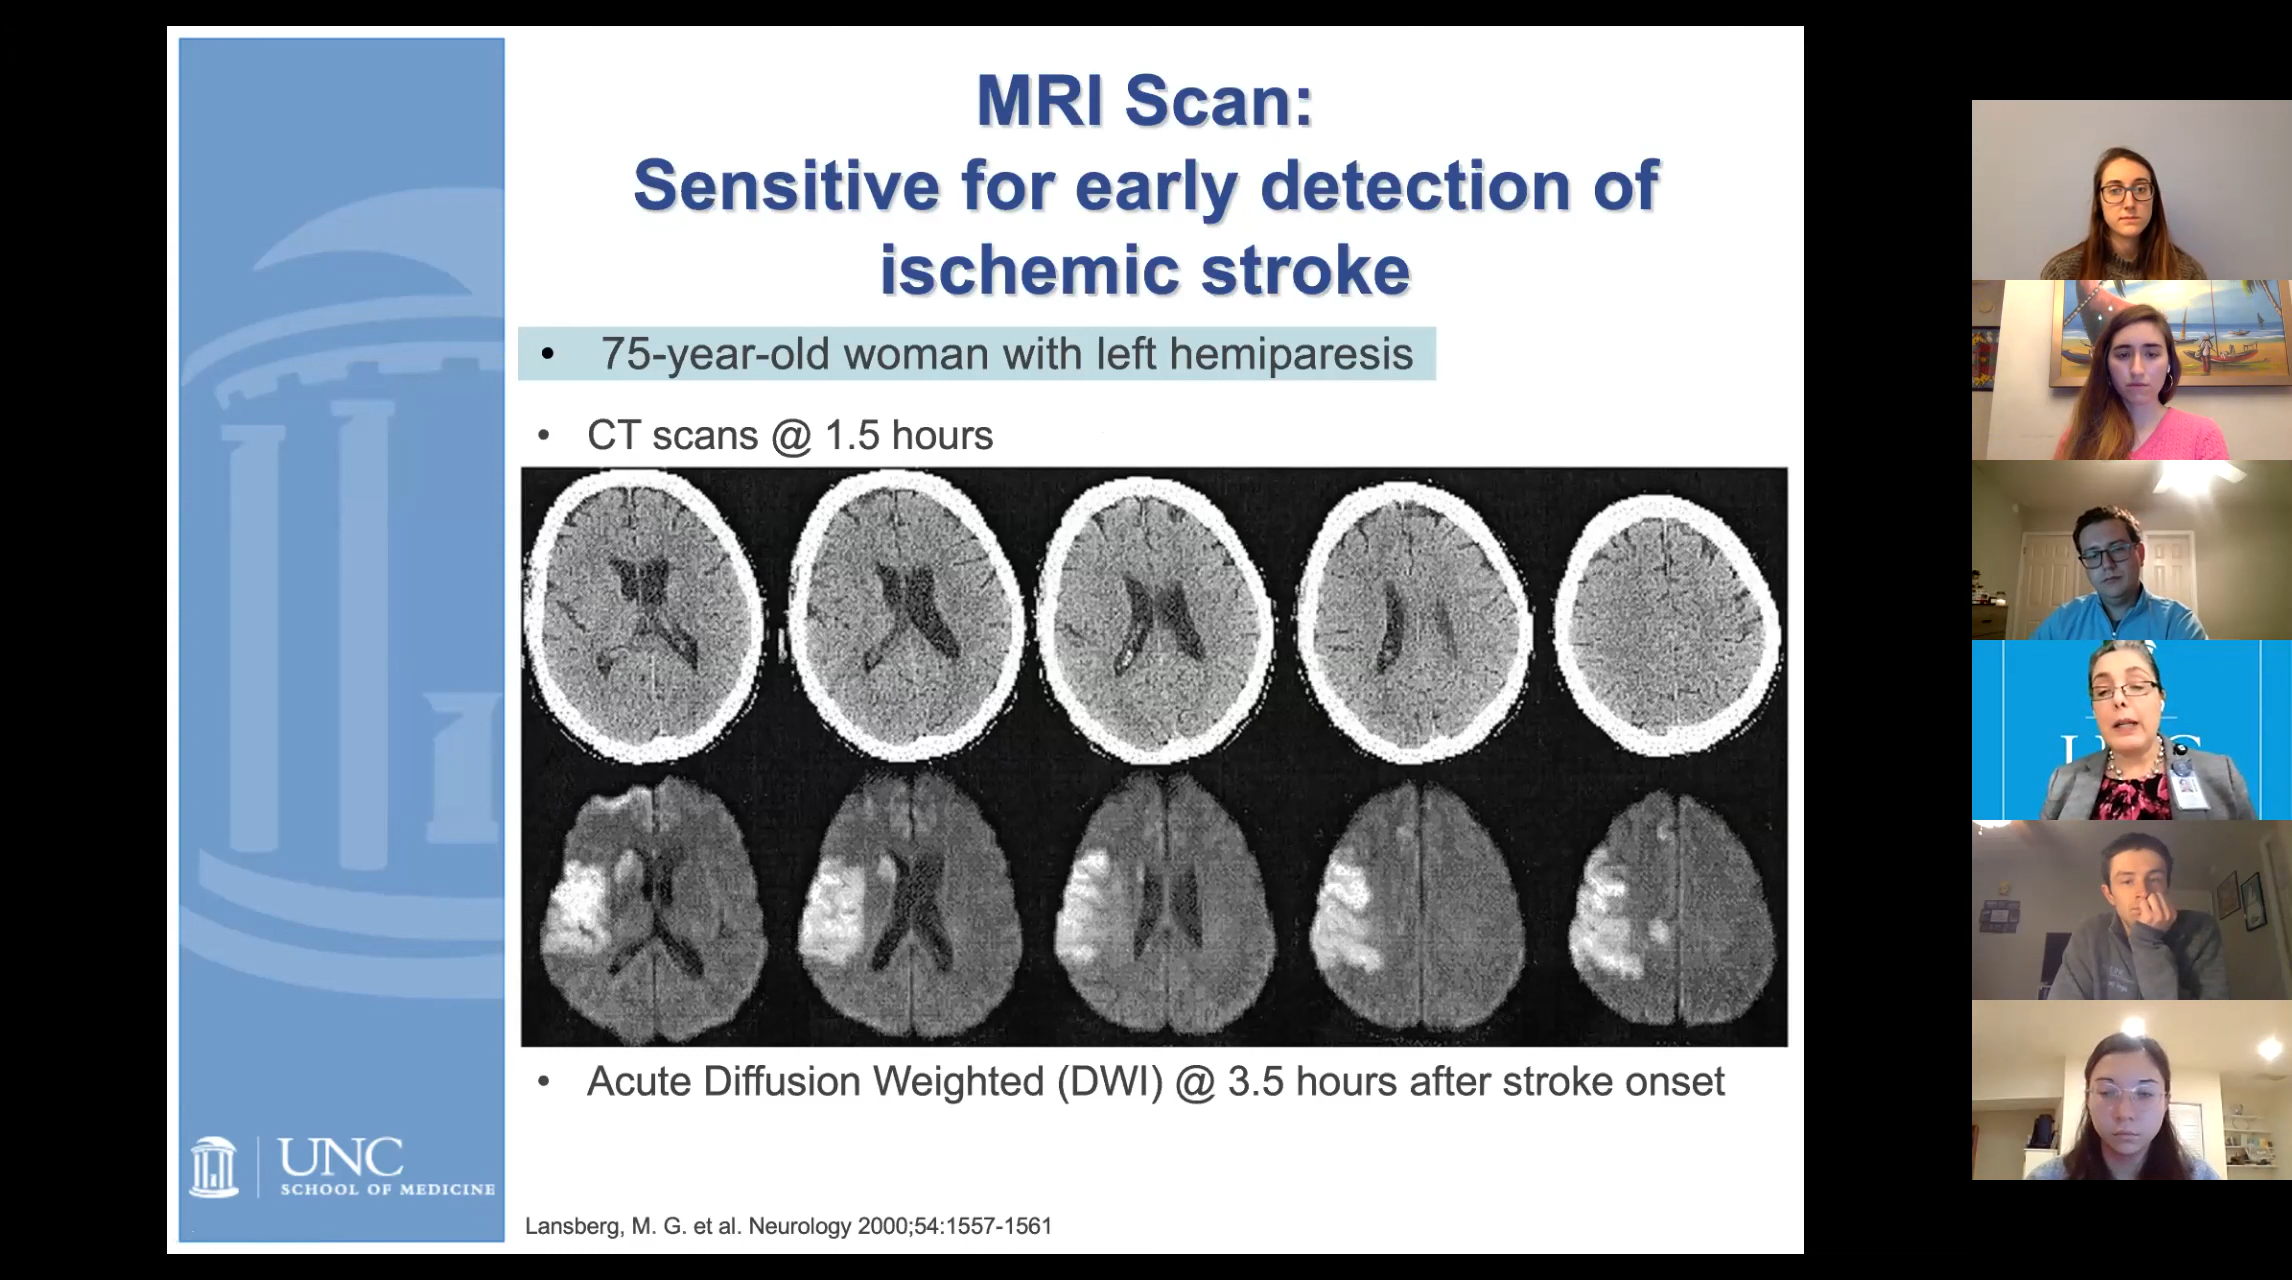 MRI Scan:
Sensitive for early detection of
ischemic stroke
• 75-year-old woman with left hemiparesis
• CT scans @ 1.5 hours
• Acute Diffusion Weighted (DWI) @ 3.5 hours after stroke onset
UNC
SCHOOL OF MEDICINE
Lansberg, M. G. et al. Neurology 2000;54:1557-1561